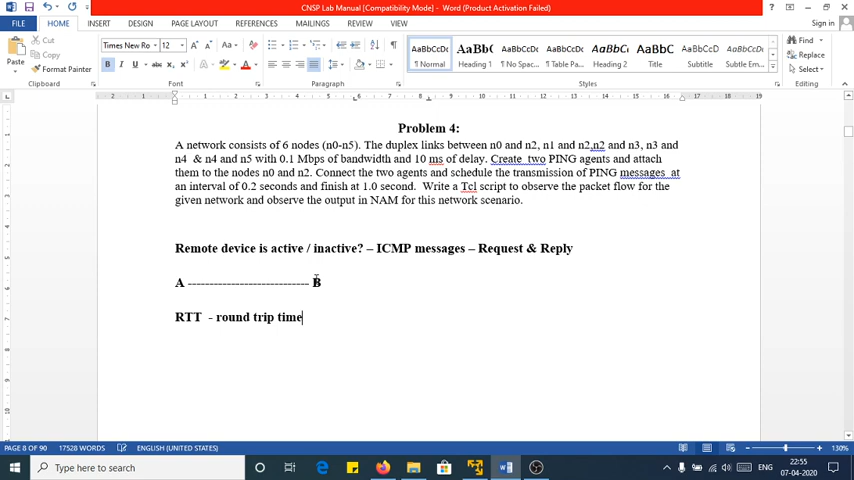 CNSP Lab Manual [Compatibility Mode] - Word (Product Activation Failed)
FILE HOME INSERT DESIGN PAGE LAYOUT REFERENCES MAILINGS REVIEW VIEW Sign in
Paste
Cut
Copy
Format Painter
Clipboard
Times New Ro 12
Font
Paragraph
AaBbCcDc AaBbC AaBbCcDc AaBbCcD AaBbCc AaBbC AaBbCcD AaBbCcD
¶ Normal Heading 1 ¶ No Spac... ¶ Table Pa... Heading 2 Title Subtitle Subtle Em...
Styles
Find
Replace
Select
Editing
Problem 4:
A network consists of 6 nodes (n0-n5). The duplex links between n0 and n2, n1 and n2,n2 and n3, n3 and
n4 & n4 and n5 with 0.1 Mbps of bandwidth and 10 ms of delay. Create two PING agents and attach
them to the nodes n0 and n2. Connect the two agents and schedule the transmission of PING messages at
an interval of 0.2 seconds and finish at 1.0 second. Write a Tcl script to observe the packet flow for the
given network and observe the output in NAM for this network scenario.
Remote device is active / inactive? – ICMP messages – Request & Reply
A ---------------------------- B
RTT - round trip time
PAGE 8 OF 90 17528 WORDS ENGLISH (UNITED STATES) 130%
Type here to search
ENG
22:55
07-04-2020